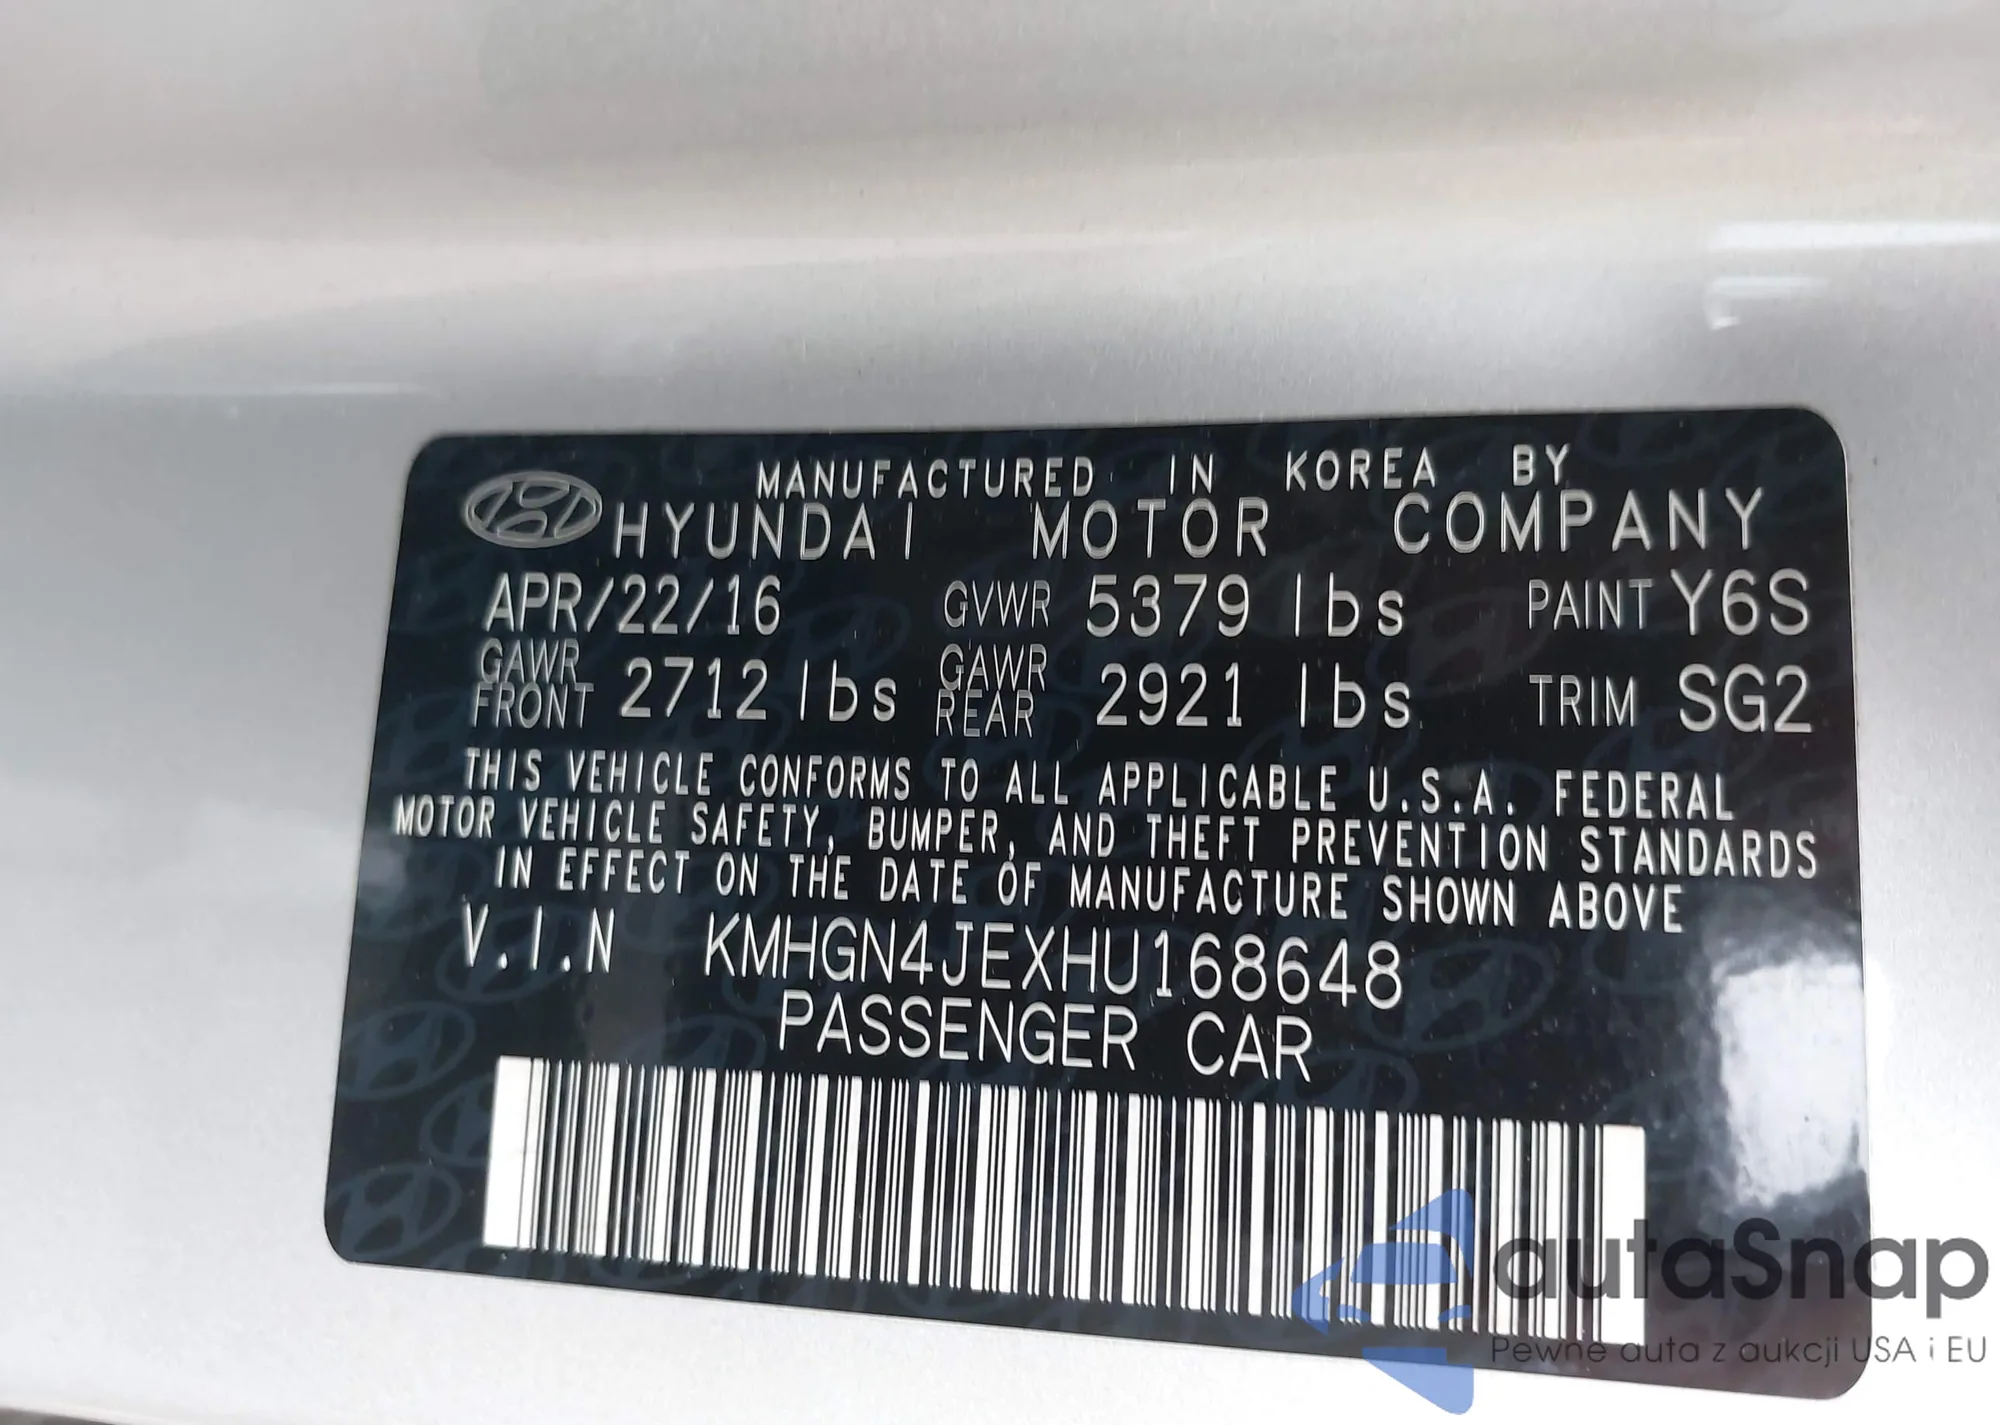 MANUFACTURED IN KOREA BY
HYUNDAI MOTOR COMPANY
APR/22/16 GVWR 5379 lbs PAINT Y6S
GAWR FRONT 2712 lbs GAWR REAR 2921 lbs TRIM SG2
THIS VEHICLE CONFORMS TO ALL APPLICABLE U.S.A. FEDERAL
MOTOR VEHICLE SAFETY, BUMPER, AND THEFT PREVENTION STANDARDS
IN EFFECT ON THE DATE OF MANUFACTURE SHOWN ABOVE
V.I.N KMHGN4JEXHU168648
PASSENGER CAR
autaSnap
Pewne auta z aukcji USA i EU